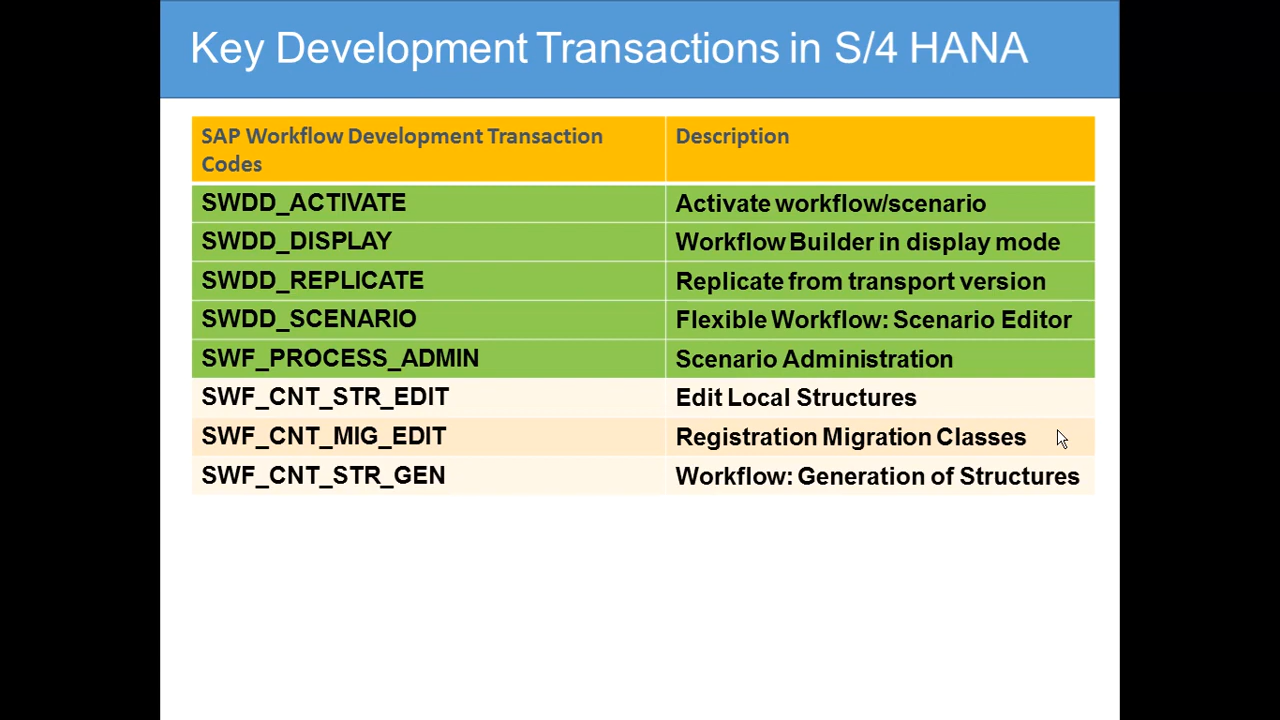 Key Development Transactions in S/4 HANA
SAP Workflow Development Transaction
Codes
Description
SWDD_ACTIVATE
Activate workflow/scenario
SWDD_DISPLAY
Workflow Builder in display mode
SWDD_REPLICATE
Replicate from transport version
SWDD_SCENARIO
Flexible Workflow: Scenario Editor
SWF_PROCESS_ADMIN
Scenario Administration
SWF_CNT_STR_EDIT
Edit Local Structures
SWF_CNT_MIG_EDIT
Registration Migration Classes
SWF_CNT_STR_GEN
Workflow: Generation of Structures